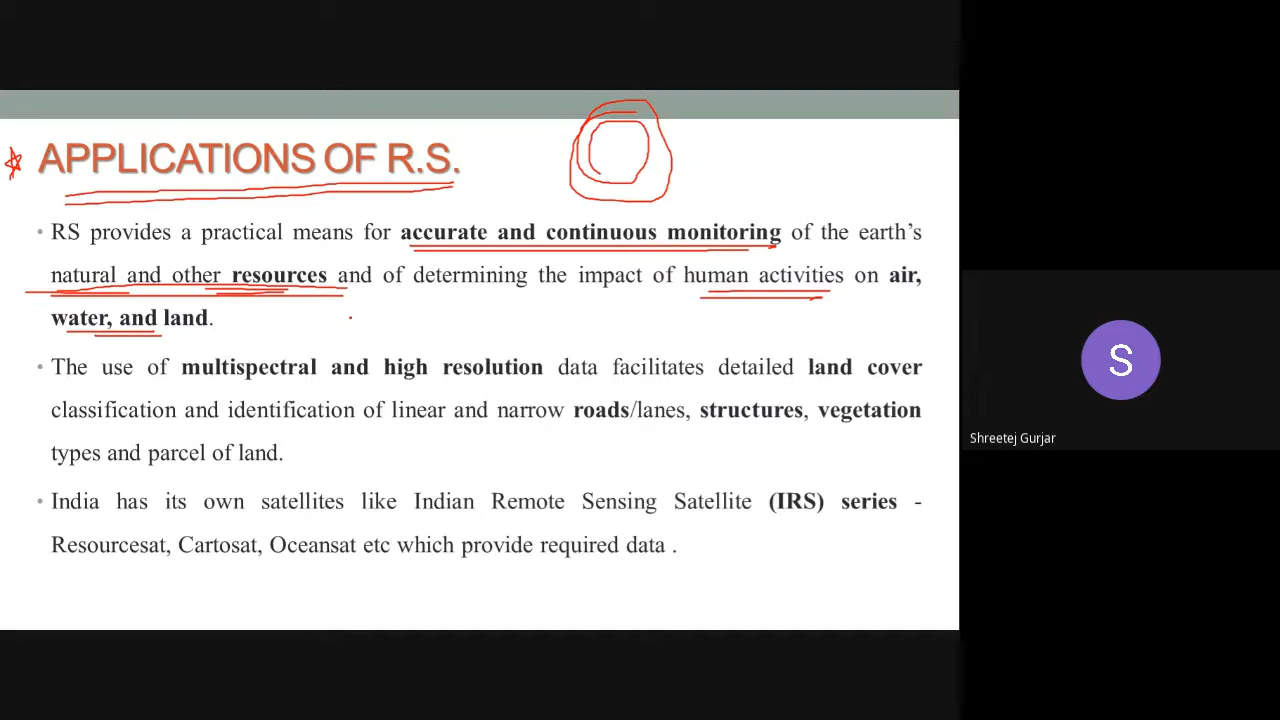 APPLICATIONS OF R.S.
• RS provides a practical means for accurate and continuous monitoring of the earth's
natural and other resources and of determining the impact of human activities on air,
water, and land.
• The use of multispectral and high resolution data facilitates detailed land cover
classification and identification of linear and narrow roads/lanes, structures, vegetation
types and parcel of land.
• India has its own satellites like Indian Remote Sensing Satellite (IRS) series -
Resourcesat, Cartosat, Oceansat etc which provide required data .
S
Shreetej Gurjar